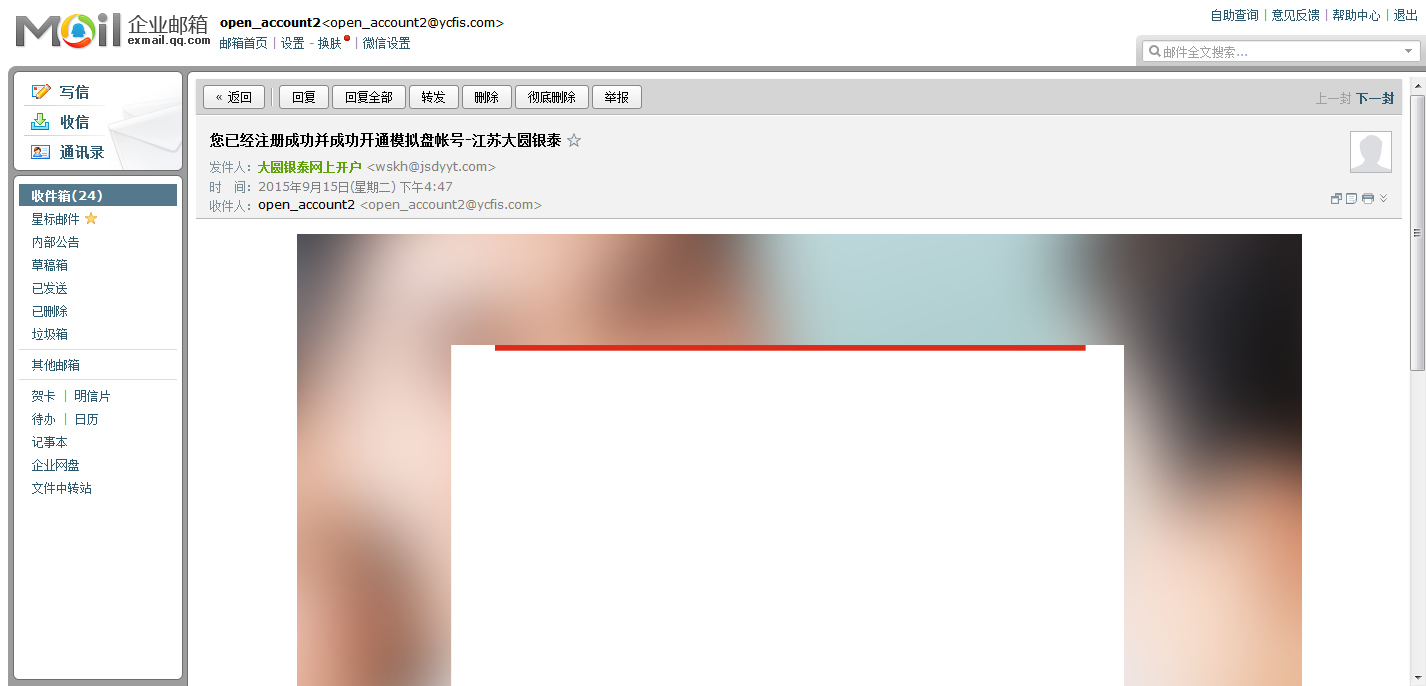 Mail 企业邮箱 exmail.qq.com
open_account2<open_account2@ycfis.com>
邮箱首页 | 设置 - 换肤 | 微信设置
自助查询 | 意见反馈 | 帮助中心 | 退出
邮件全文搜索...
写信
收信
通讯录
收件箱(24)
星标邮件
内部公告
草稿箱
已发送
已删除
垃圾箱
其他邮箱
贺卡 | 明信片
待办 | 日历
记事本
企业网盘
文件中转站
« 返回 回复 回复全部 转发 删除 彻底删除 举报
上一封 下一封
您已经注册成功并成功开通模拟盘帐号-江苏大圆银泰
发件人：大圆银泰网上开户 <wskh@jsdyyt.com>
时 间：2015年9月15日(星期二) 下午4:47
收件人：open_account2 <open_account2@ycfis.com>